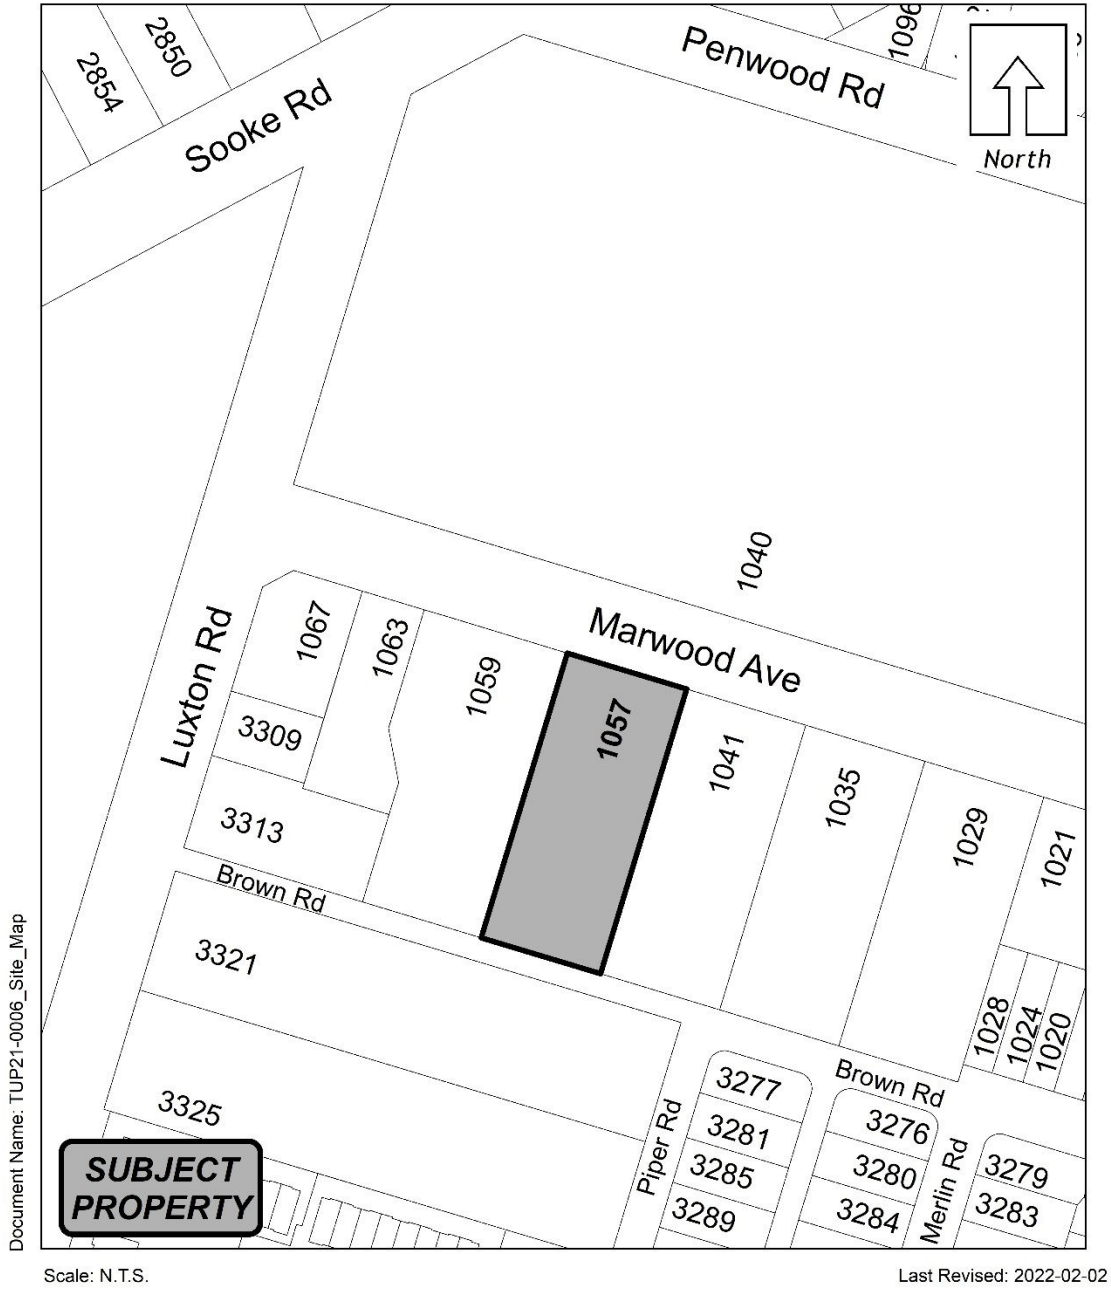 2850
2854
Sooke Rd
Penwood Rd
1096
North
1040
Marwood Ave
Luxton Rd
1067
1063
1059
1057
1041
1035
1029
1021
3309
3313
Brown Rd
3321
3325
1028
1024
1020
Brown Rd
Piper Rd
3277
3281
3285
3289
3276
3280
3284
Merlin Rd
3279
3283
SUBJECT
PROPERTY
Document Name: TUP21-0006_Site_Map
Scale: N.T.S.
Last Revised: 2022-02-02